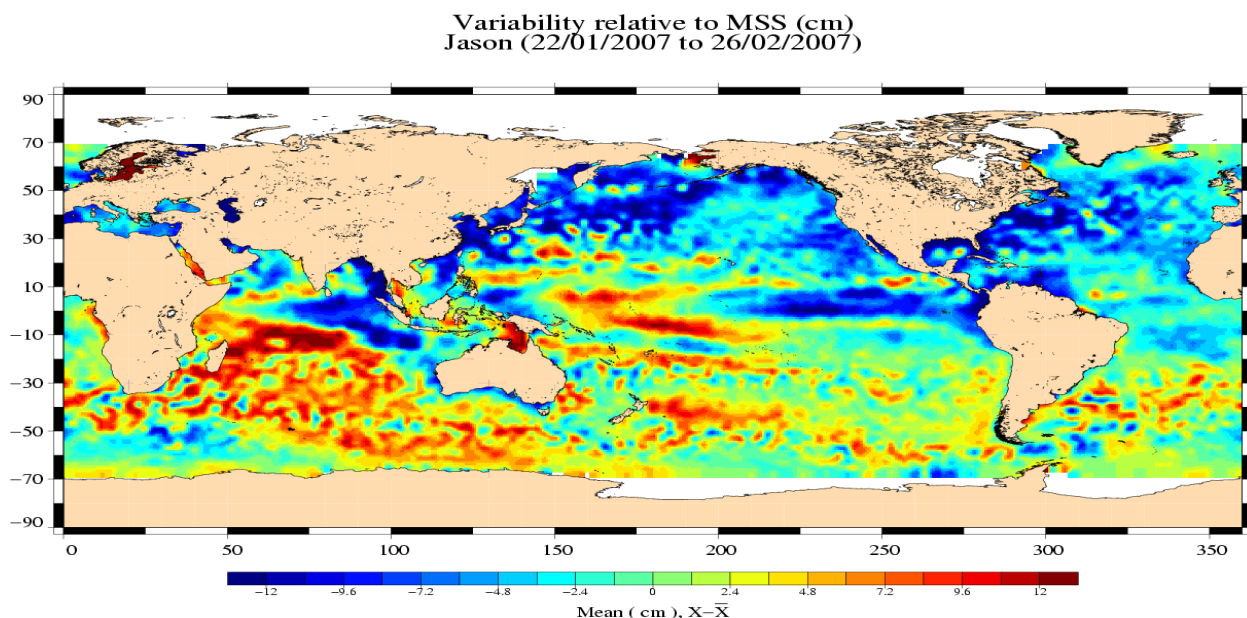 Variability relative to MSS (cm)
Jason (22/01/2007 to 26/02/2007)
90
70
50
30
10
−10
−30
−50
−70
−90
0 50 100 150 200 250 300 350
−12 −9.6 −7.2 −4.8 −2.4 0 2.4 4.8 7.2 9.6 12
Mean ( cm ), X−X̅